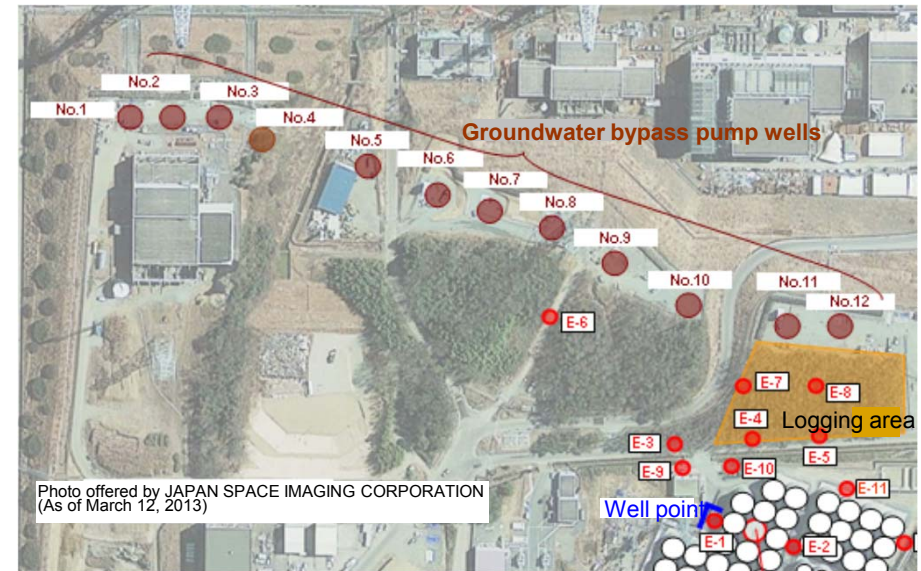 No.1
No.2
No.3
No.4
No.5
Groundwater bypass pump wells
No.6
No.7
No.8
No.9
No.10
No.11
No.12
E-6
E-7
E-8
E-4
Logging area
E-3
E-5
E-9
E-10
E-11
Photo offered by JAPAN SPACE IMAGING CORPORATION
(As of March 12, 2013)
Well point
E-1
E-2